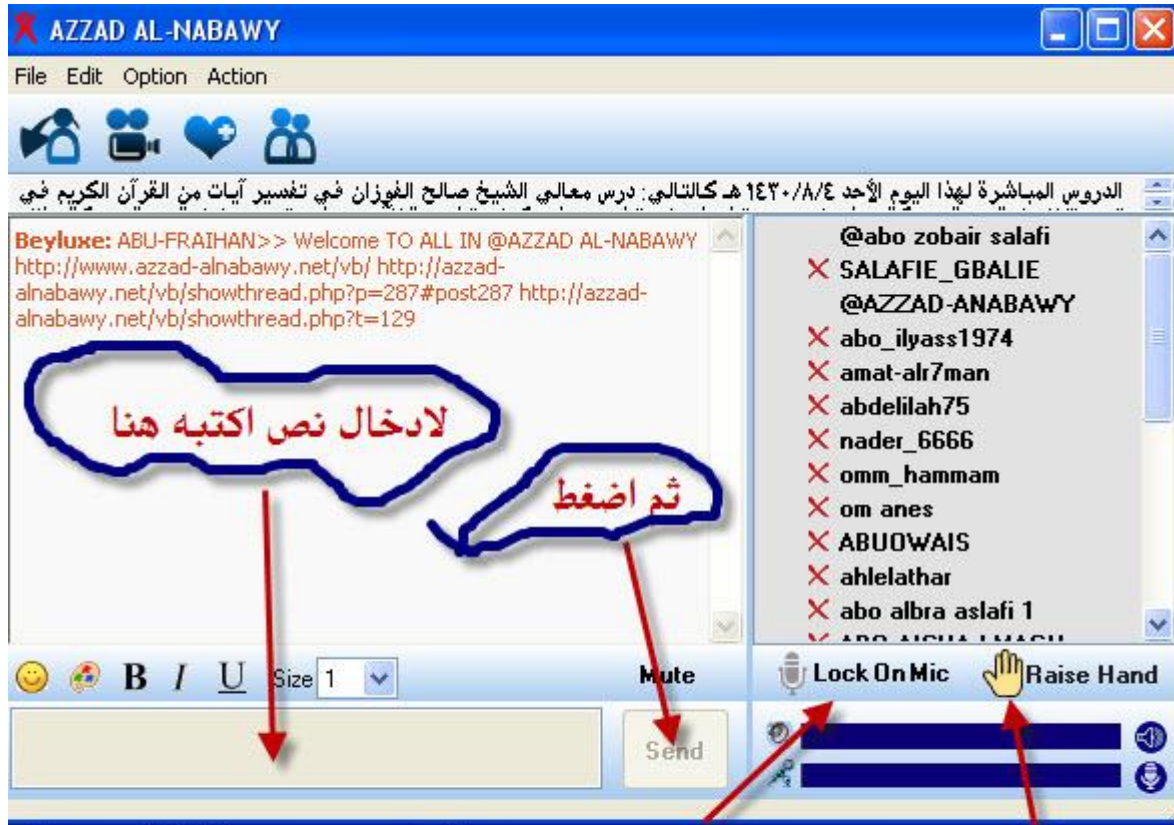 AZZAD AL-NABAWY
File Edit Option Action
الدروس المباشرة لهذا اليوم الأحد ١٤٣٠/٨/٤ هـ كالتالي: درس معالي الشيخ صالح الفوزان في تفسير آيات من القرآن الكريم في
Beyluxe: ABU-FRAIHAN>> Welcome TO ALL IN @AZZAD AL-NABAWY
http://www.azzad-alnabawy.net/vb/ http://azzad-
alnabawy.net/vb/showthread.php?p=287#post287 http://azzad-
alnabawy.net/vb/showthread.php?t=129
لادخال نص اكتبه هنا
ثم اضغط
@abo zobair salafi
SALAFIE_GBALIE
@AZZAD-ANABAWY
abo_ilyass1974
amat-alr7man
abdelilah75
nader_6666
omm_hammam
om anes
ABUOWAIS
ahlelathar
abo albra aslafi 1
B I U Size 1 Mute
Lock On Mic Raise Hand
Send